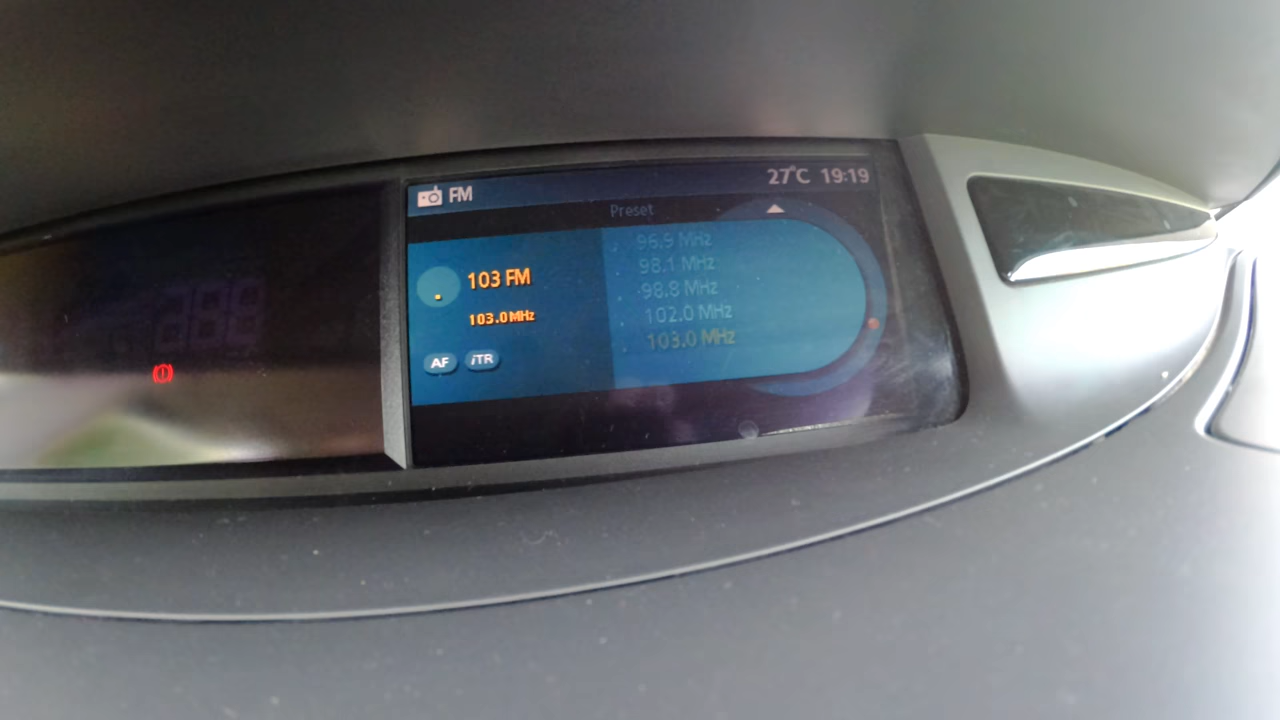 FM
27°C 19:19
Preset
103 FM
103.0 MHz
AF iTR
96.9 MHz
98.1 MHz
98.8 MHz
102.0 MHz
103.0 MHz